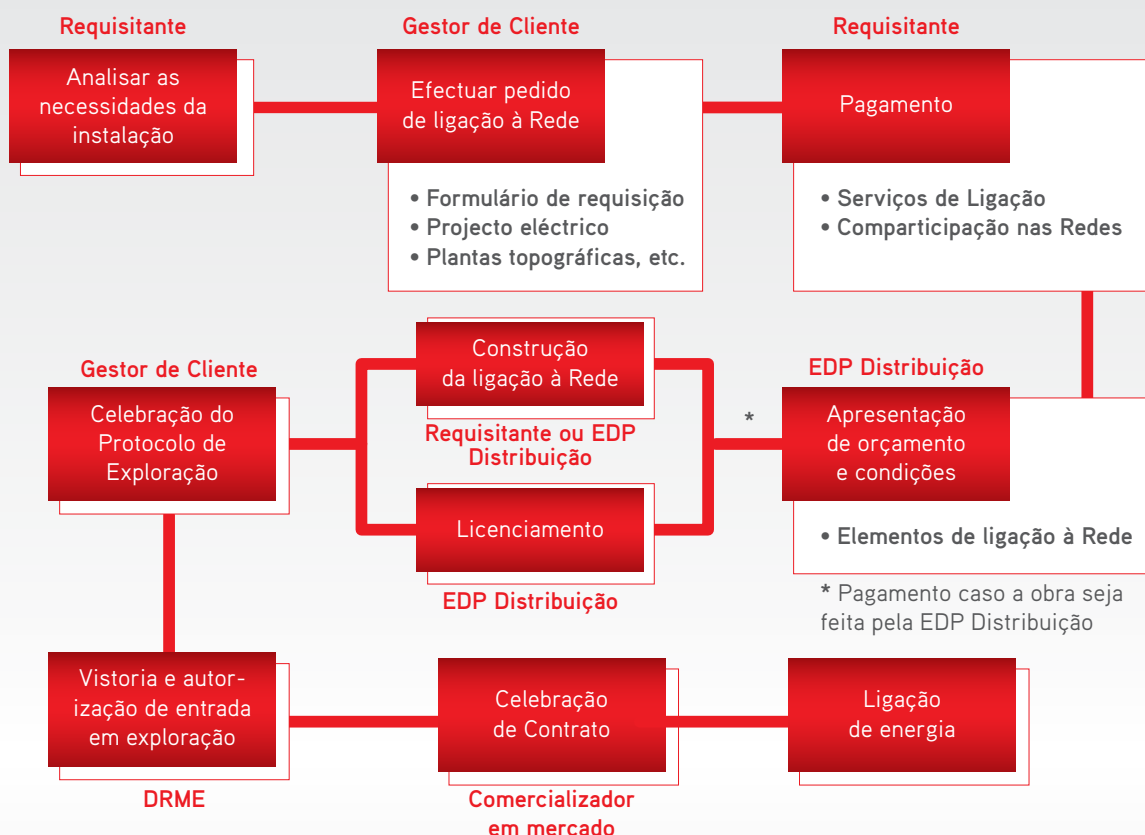 Requisitante
Analisar as
necessidades da
instalação
Gestor de Cliente
Efectuar pedido
de ligação à Rede
• Formulário de requisição
• Projecto eléctrico
• Plantas topográficas, etc.
Requisitante
Pagamento
• Serviços de Ligação
• Comparticipação nas Redes
EDP Distribuição
Apresentação
de orçamento
e condições
• Elementos de ligação à Rede
* Pagamento caso a obra seja
feita pela EDP Distribuição
*
Construção
da ligação à Rede
Requisitante ou EDP
Distribuição
Licenciamento
EDP Distribuição
Gestor de Cliente
Celebração do
Protocolo de
Exploração
Vistoria e autor-
ização de entrada
em exploração
DRME
Celebração
de Contrato
Comercializador
em mercado
Ligação
de energia